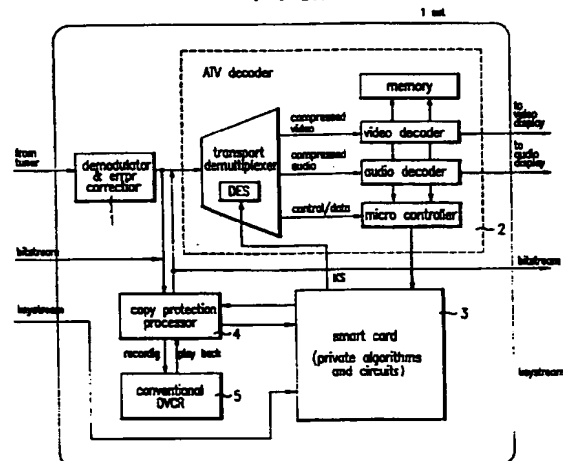 1 set
ATV decoder
memory
to video display
compressed video
video decoder
from tuner
demodulator & error correction
transport demultiplexer
compressed audio
audio decoder
to audio display
DES
control/data
micro controller
2
bitstream
bitstream
KS
keystream
copy protection processor
4
3
smart card
(private algorithms and circuits)
recordig
play back
conventional DVCR
5
keystream